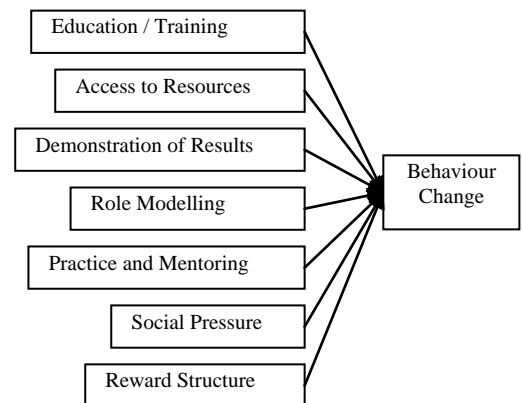 Education / Training
Access to Resources
Demonstration of Results
Behaviour
Change
Role Modelling
Practice and Mentoring
Social Pressure
Reward Structure